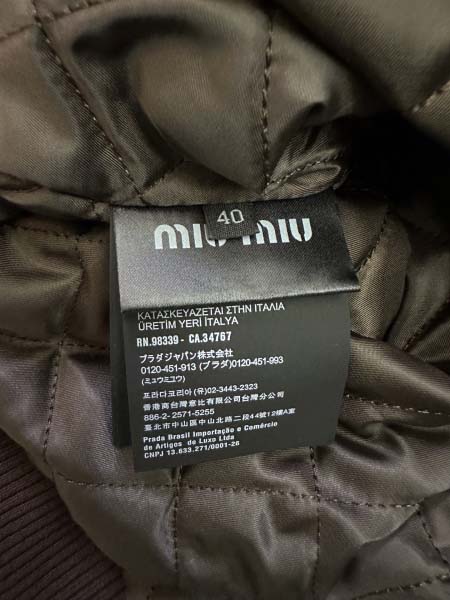 40
miu miu
ΚΑΤΑΣΚΕΥΑΖΕΤΑΙ ΣΤΗΝ ΙΤΑΛΙΑ
ÜRETİM YERİ İTALYA
RN.98339 - CA.34767
プラダジャパン株式会社
0120-451-913 (プラダ) 0120-451-993
(ミュウミュウ)
프라다코리아(유)02-3443-2323
香港商台灣意比有限公司台灣分公司
886-2-2571-5255
臺北市中山區中山北路二段44號12樓A室
Prada Brasil Importação e Comércio
de Artigos de Luxo Ltda
CNPJ 13.633.271/0001-26